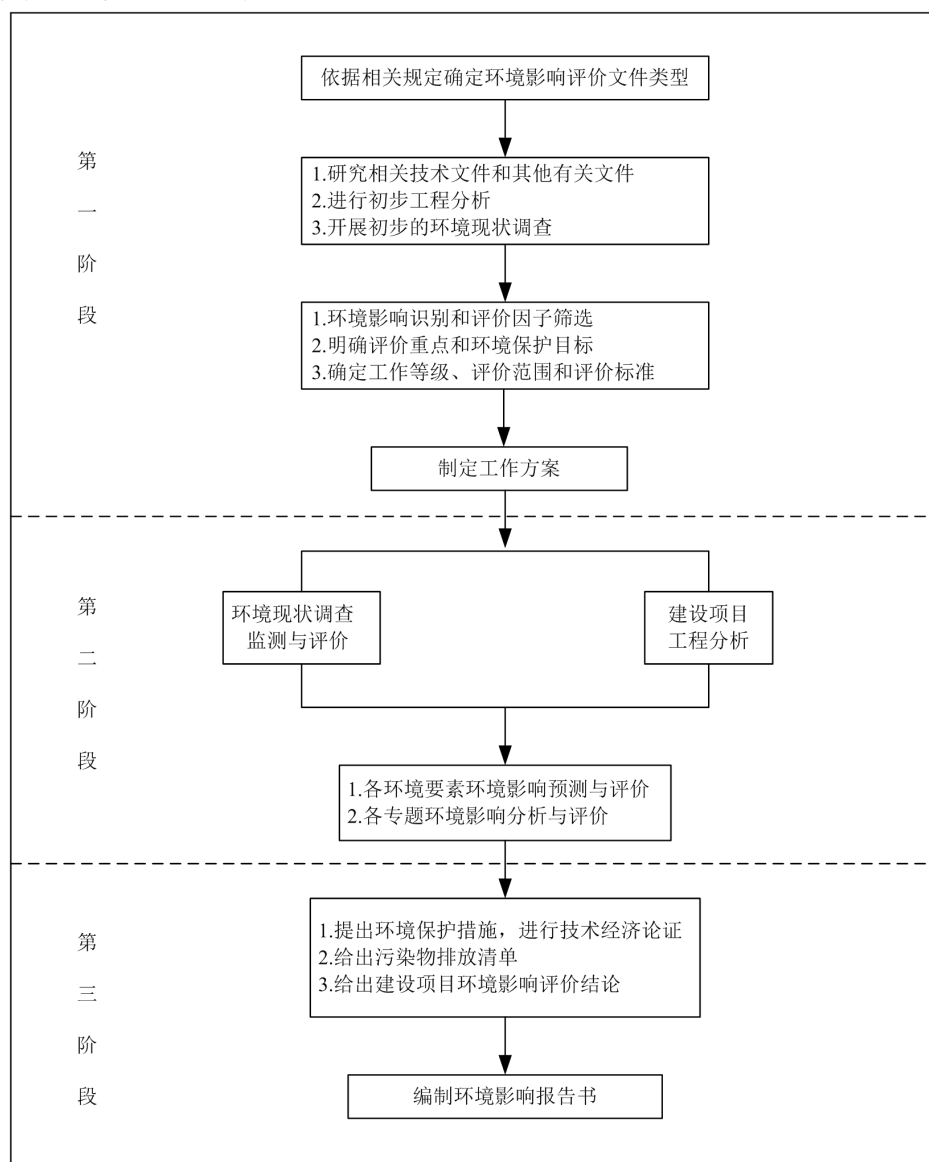 依据相关规定确定环境影响评价文件类型
第
一
阶
段
1.研究相关技术文件和其他有关文件
2.进行初步工程分析
3.开展初步的环境现状调查
1.环境影响识别和评价因子筛选
2.明确评价重点和环境保护目标
3.确定工作等级、评价范围和评价标准
制定工作方案
第
二
阶
段
环境现状调查
监测与评价
建设项目
工程分析
1.各环境要素环境影响预测与评价
2.各专题环境影响分析与评价
第
三
阶
段
1.提出环境保护措施，进行技术经济论证
2.给出污染物排放清单
3.给出建设项目环境影响评价结论
编制环境影响报告书